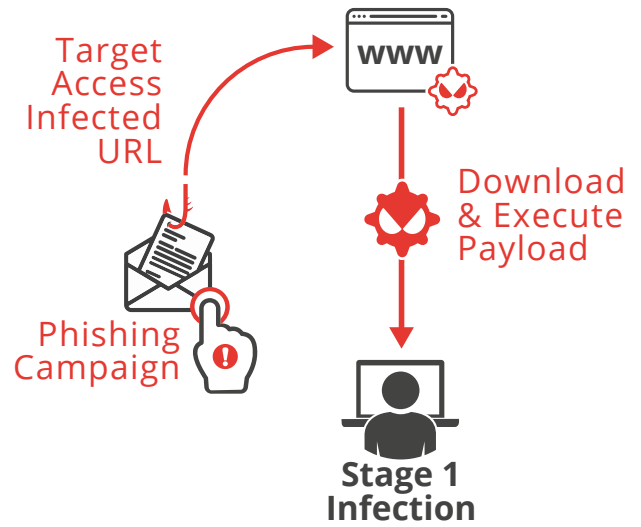 Target
Access
Infected
URL
www
Download
& Execute
Payload
Phishing
Campaign
!
Stage 1
Infection